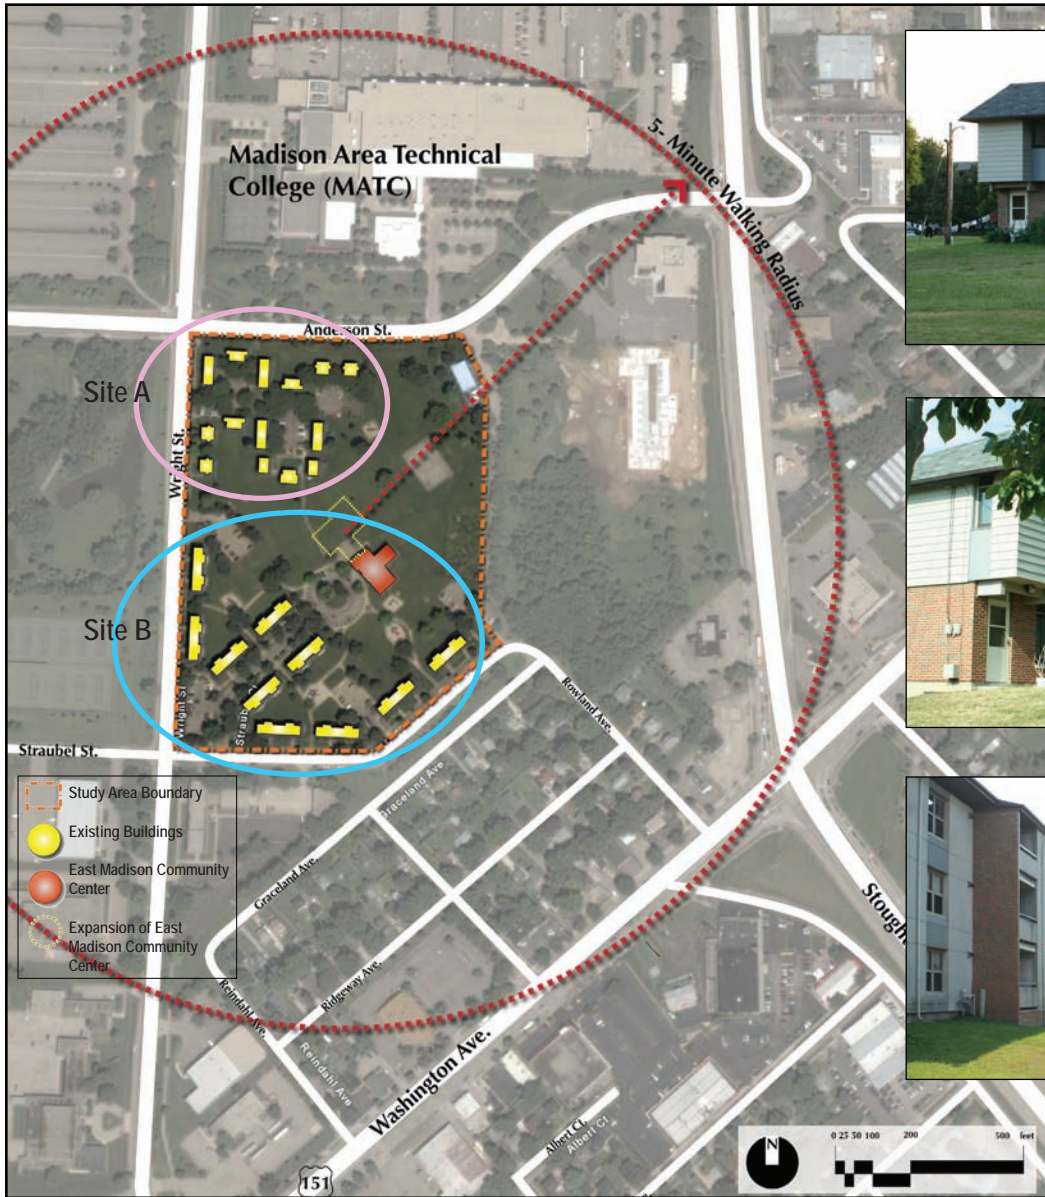 Madison Area Technical
College (MATC)
5- Minute Walking Radius
Anderson St.
Site A
Wright St.
Site B
Wright St
Straubel St.
Rowland Ave.
Graceland Ave
Study Area Boundary
Existing Buildings
East Madison Community
Center
Expansion of East
Madison Community
Center
Graceland Ave.
Ridgeway Ave.
Reindahl Ave.
Reindahl Ave
Washington Ave.
Albert Ct.
Albert Ct
151
N
0 25 50 100 200 500 feet